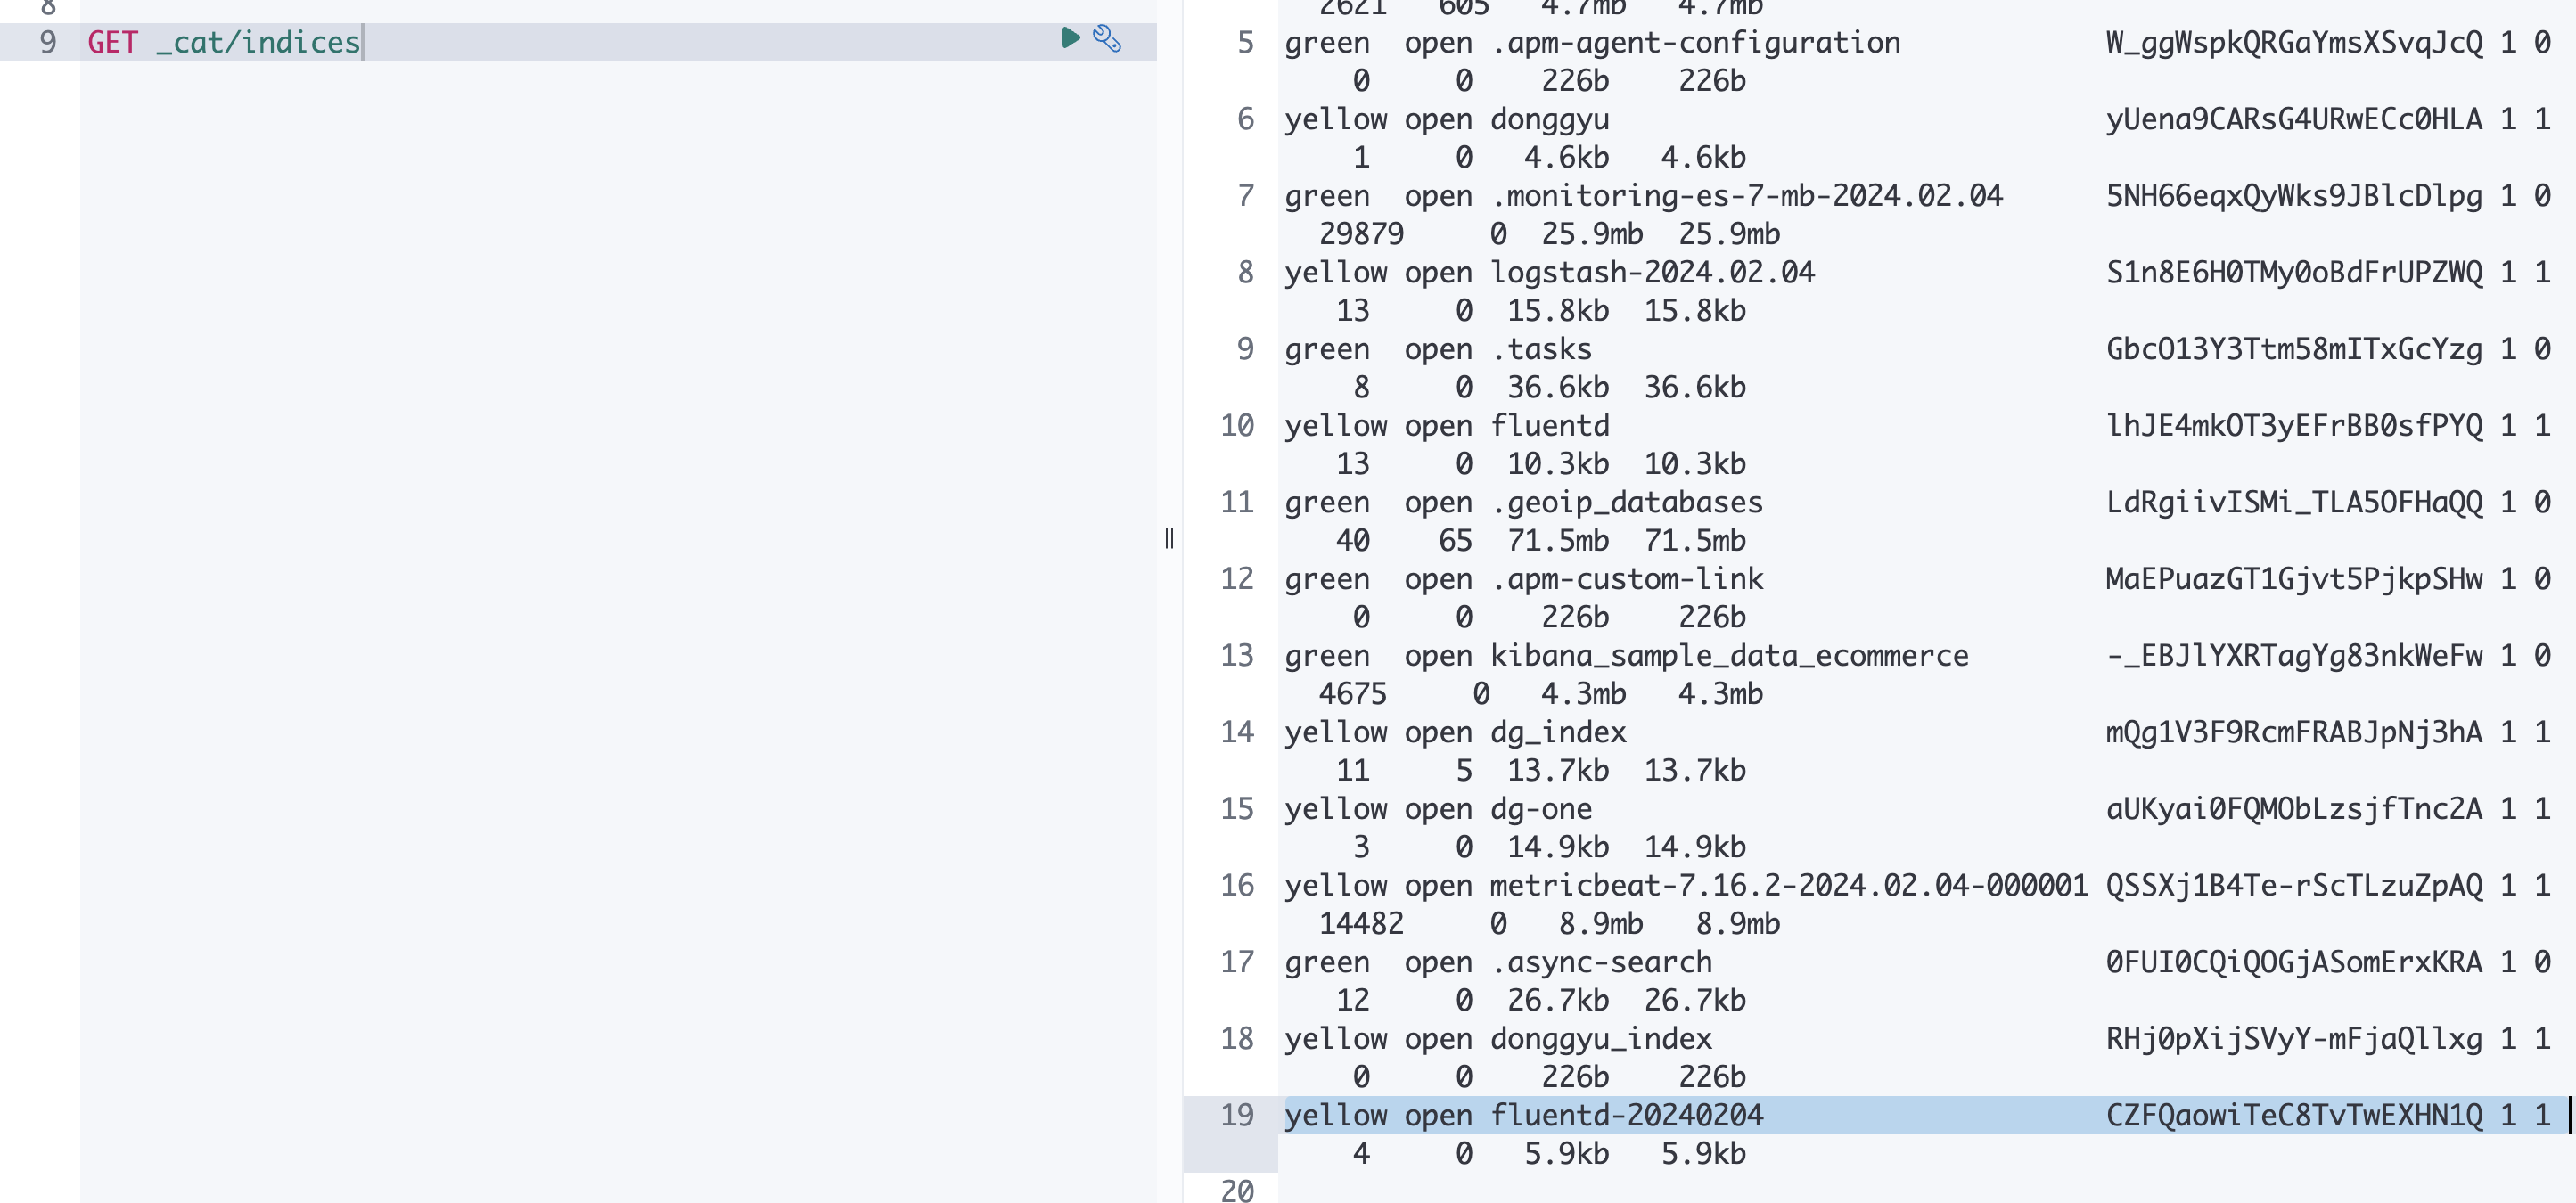 8
9 GET _cat/indices
2621 605 4.7mb 4.7mb
5 green open .apm-agent-configuration W_ggWspkQRGaYmsXSvqJcQ 1 0
0 0 226b 226b
6 yellow open donggyu yUena9CARsG4URwECc0HLA 1 1
1 0 4.6kb 4.6kb
7 green open .monitoring-es-7-mb-2024.02.04 5NH66eqxQyWks9JBlcDlpg 1 0
29879 0 25.9mb 25.9mb
8 yellow open logstash-2024.02.04 S1n8E6H0TMy0oBdFrUPZWQ 1 1
13 0 15.8kb 15.8kb
9 green open .tasks GbcO13Y3Ttm58mITxGcYzg 1 0
8 0 36.6kb 36.6kb
10 yellow open fluentd lhJE4mkOT3yEFrBB0sfPYQ 1 1
13 0 10.3kb 10.3kb
11 green open .geoip_databases LdRgiivISMi_TLA5OFHaQQ 1 0
40 65 71.5mb 71.5mb
12 green open .apm-custom-link MaEPuazGT1Gjvt5PjkpSHw 1 0
0 0 226b 226b
13 green open kibana_sample_data_ecommerce -_EBJlYXRTagYg83nkWeFw 1 0
4675 0 4.3mb 4.3mb
14 yellow open dg_index mQg1V3F9RcmFRABJpNj3hA 1 1
11 5 13.7kb 13.7kb
15 yellow open dg-one aUKyai0FQMObLzsjfTnc2A 1 1
3 0 14.9kb 14.9kb
16 yellow open metricbeat-7.16.2-2024.02.04-000001 QSSXj1B4Te-rScTLzuZpAQ 1 1
14482 0 8.9mb 8.9mb
17 green open .async-search 0FUI0CQiQOGjASomErxKRA 1 0
12 0 26.7kb 26.7kb
18 yellow open donggyu_index RHj0pXijSVyY-mFjaQllxg 1 1
0 0 226b 226b
19 yellow open fluentd-20240204 CZFQaowiTeC8TvTwEXHN1Q 1 1
4 0 5.9kb 5.9kb
20